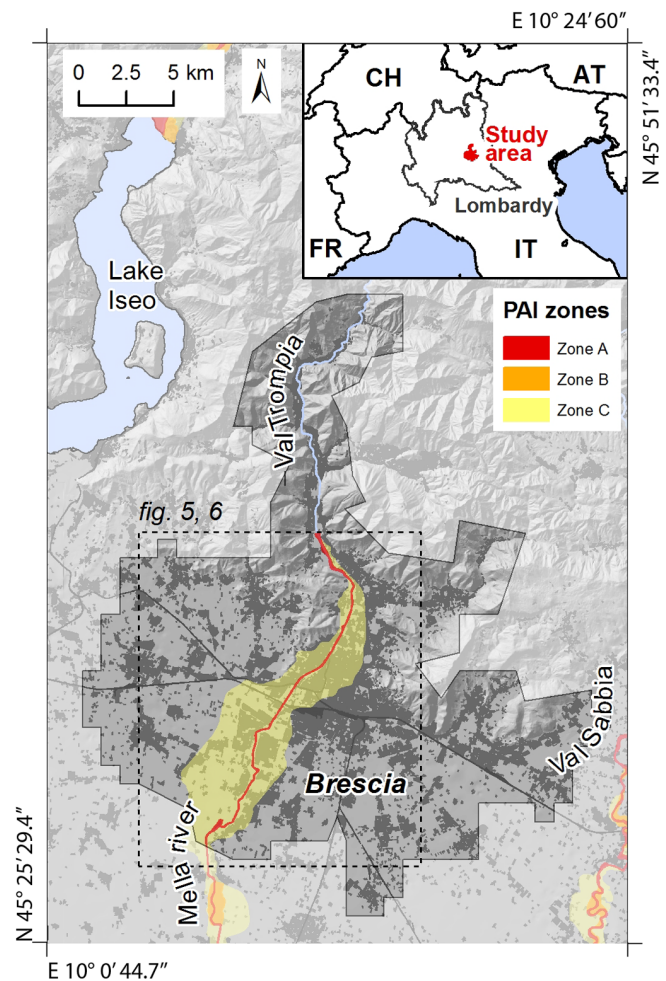 E 10° 24’60’’
N 45° 51’ 33.4’’
0 2.5 5 km
N
CH
AT
Study
area
Lombardy
FR
IT
Lake
Iseo
PAI zones
Zone A
Zone B
Zone C
Val Trompia
fig. 5, 6
Val Sabbia
Brescia
Mella river
N 45° 25’ 29.4’’
E 10° 0’ 44.7’’